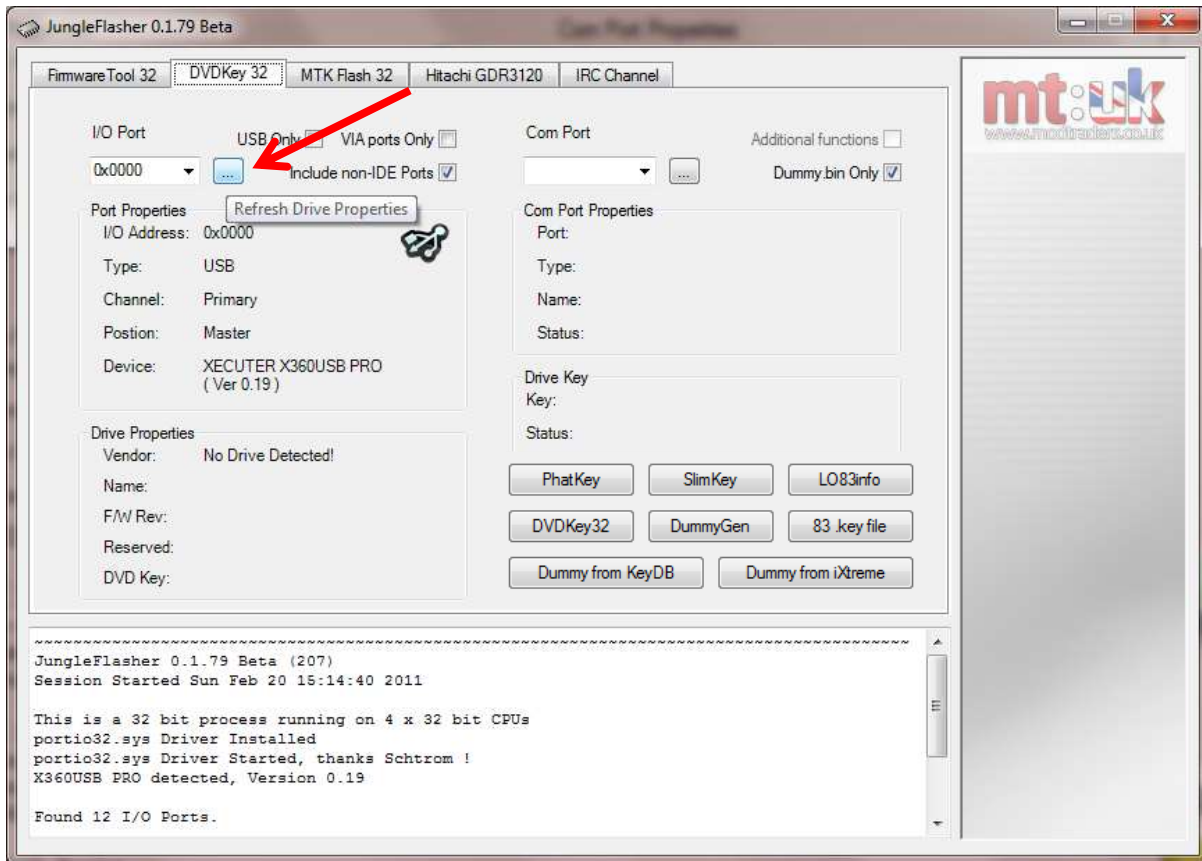 JungleFlasher 0.1.79 Beta
FirmwareTool 32 DVDKey 32 MTK Flash 32 Hitachi GDR3120 IRC Channel
I/O Port USB Only VIA ports Only
0x0000 ... Include non-IDE Ports
Refresh Drive Properties
Port Properties
I/O Address: 0x0000
Type: USB
Channel: Primary
Postion: Master
Device: XECUTER X360USB PRO
( Ver 0.19 )
Drive Properties
Vendor: No Drive Detected!
Name:
F/W Rev:
Reserved:
DVD Key:
Com Port Additional functions
... Dummy.bin Only
Com Port Properties
Port:
Type:
Name:
Status:
Drive Key
Key:
Status:
PhatKey SlimKey LO83info
DVDKey32 DummyGen 83 .key file
Dummy from KeyDB Dummy from iXtreme
mt:uk
www.modtraders.co.uk
~~~~~~~~~~~~~~~~~~~~~~~~~~~~~~~~~~~~~~~~~~~~~~~~~~~~~~~~~~~~~~~~~~~~~~~~~~~~~~~~~~~~~~~~~~
JungleFlasher 0.1.79 Beta (207)
Session Started Sun Feb 20 15:14:40 2011
This is a 32 bit process running on 4 x 32 bit CPUs
portio32.sys Driver Installed
portio32.sys Driver Started, thanks Schtrom !
X360USB PRO detected, Version 0.19
Found 12 I/O Ports.